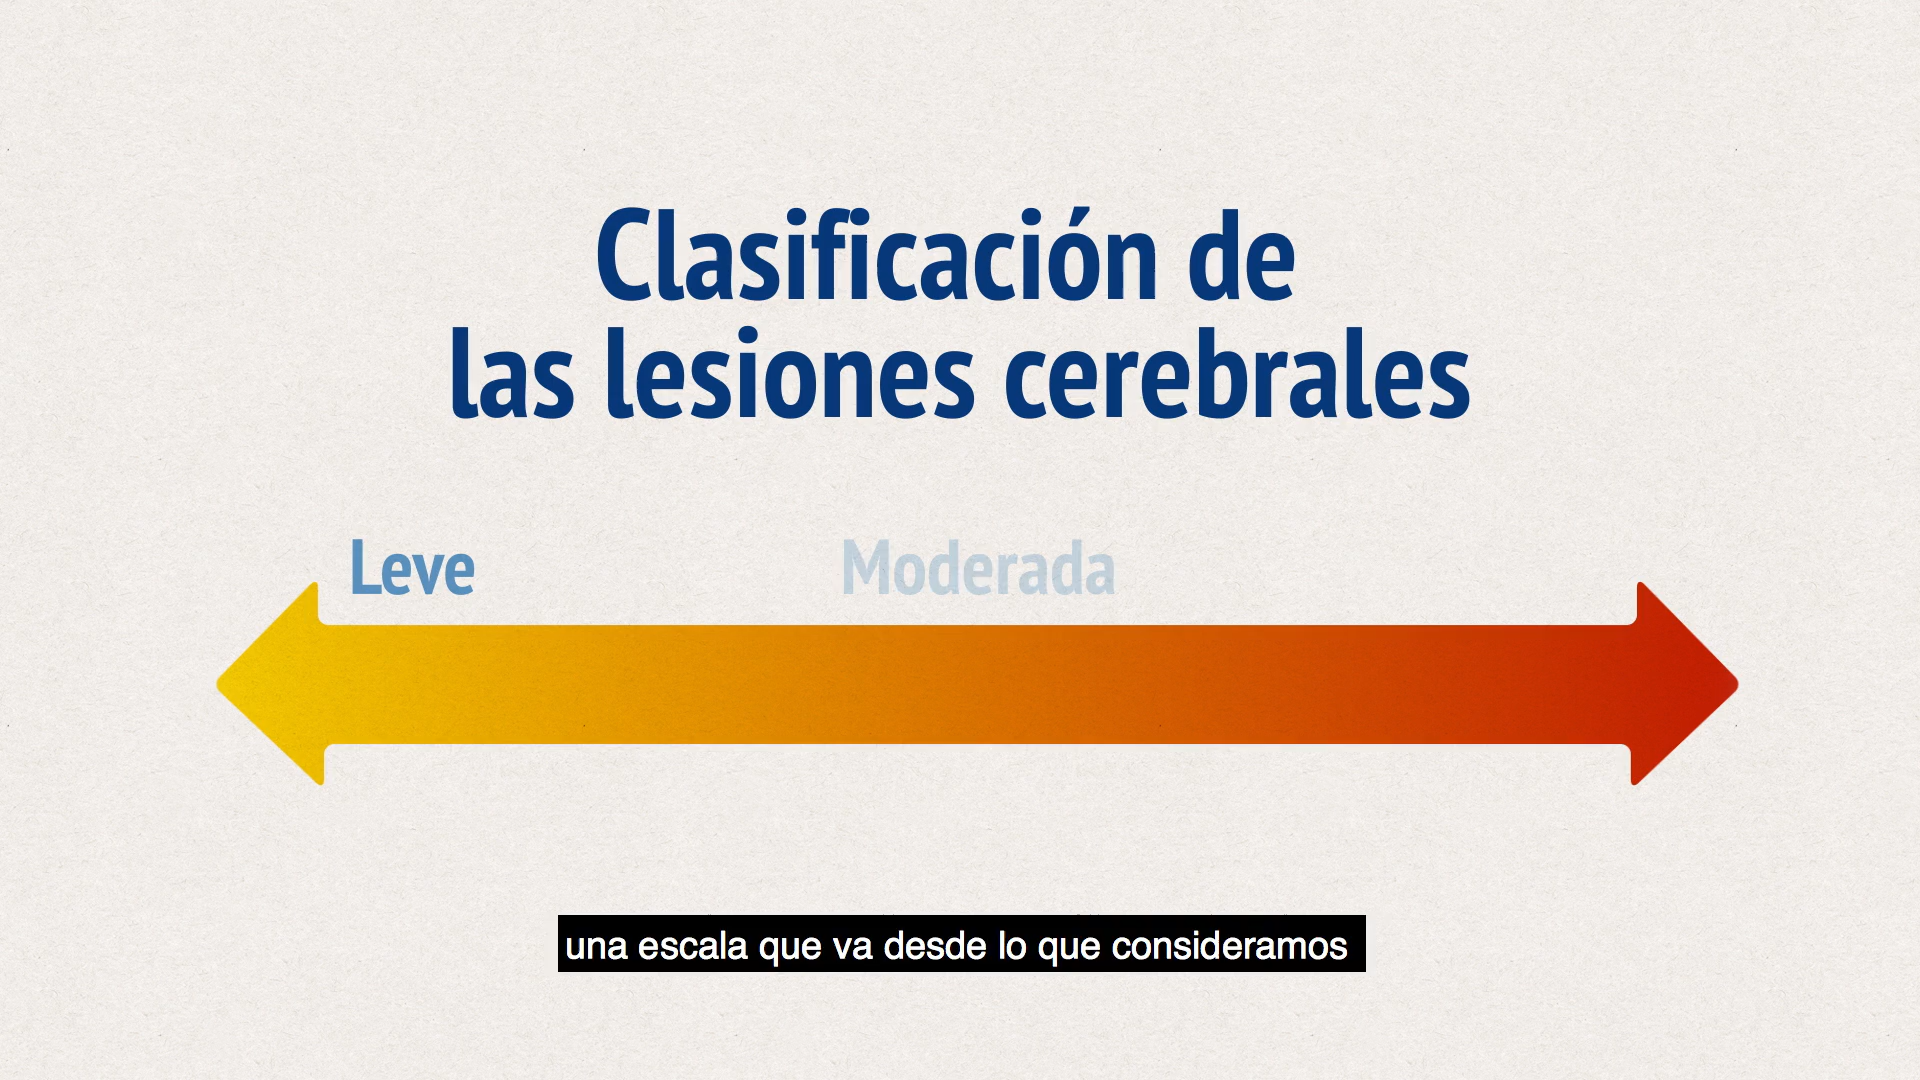 Clasificación de
las lesiones cerebrales
Leve
Moderada
una escala que va desde lo que consideramos